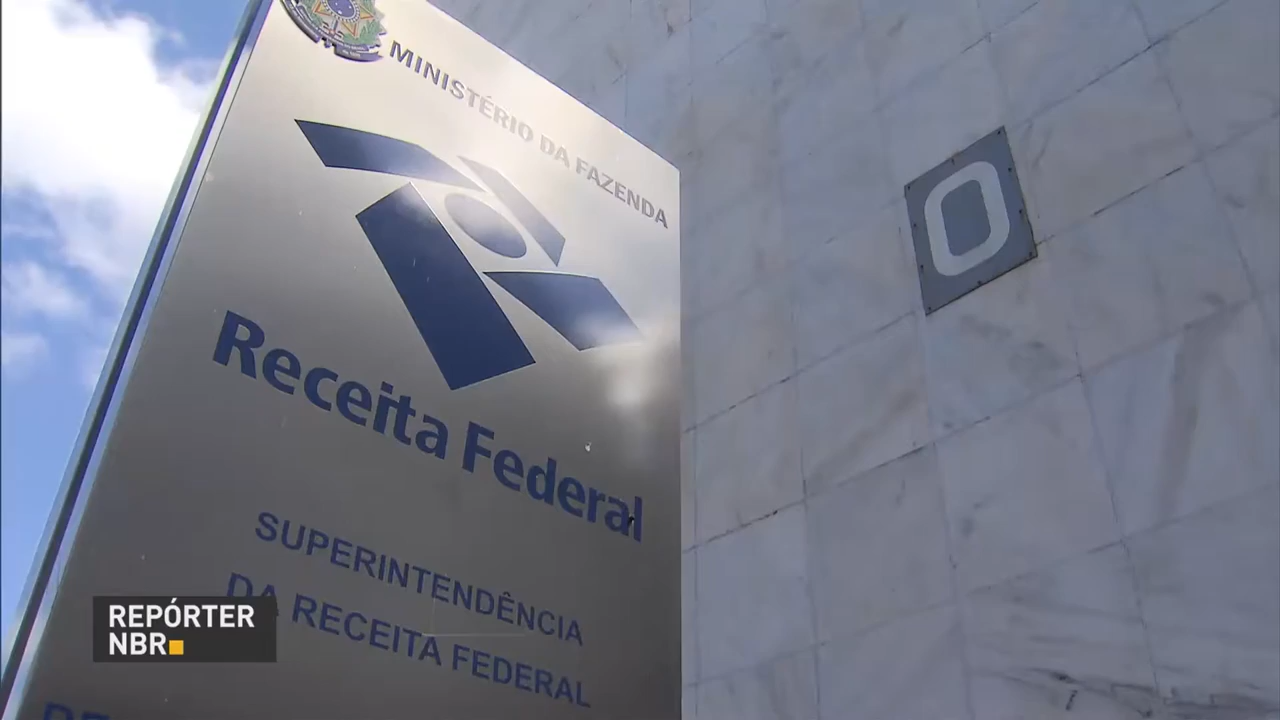 MINISTÉRIO DA FAZENDA
Receita Federal
SUPERINTENDÊNCIA
DA RECEITA FEDERAL
O
REPÓRTER
NBR